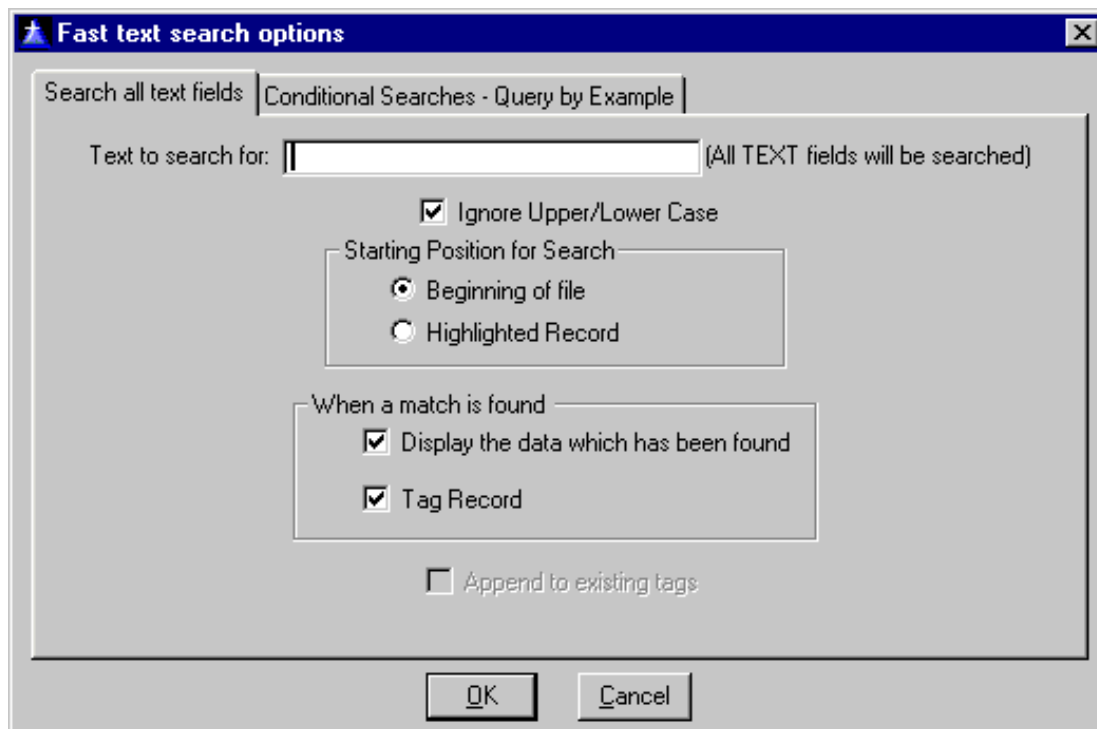 Fast text search options
Search all text fields
Conditional Searches - Query by Example
Text to search for: (All TEXT fields will be searched)
Ignore Upper/Lower Case
Starting Position for Search
Beginning of file
Highlighted Record
When a match is found
Display the data which has been found
Tag Record
Append to existing tags
OK Cancel